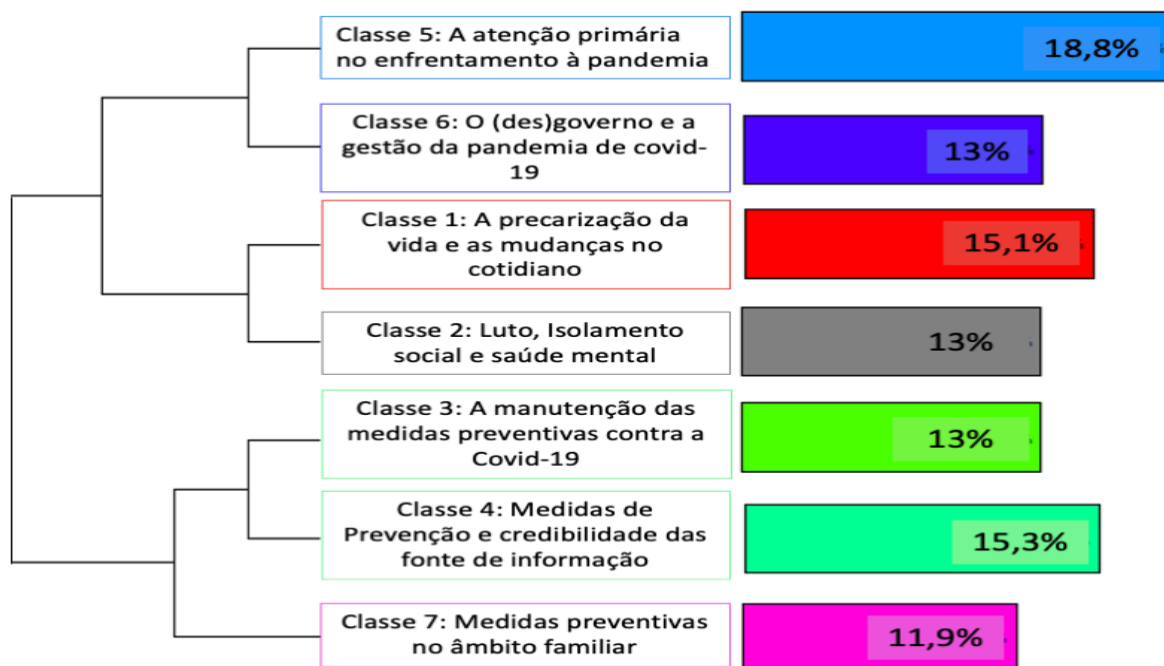 Classe 5: A atenção primária
no enfrentamento à pandemia
18,8%
Classe 6: O (des)governo e a
gestão da pandemia de covid-
19
13%
Classe 1: A precarização da
vida e as mudanças no
cotidiano
15,1%
Classe 2: Luto, Isolamento
social e saúde mental
13%
Classe 3: A manutenção das
medidas preventivas contra a
Covid-19
13%
Classe 4: Medidas de
Prevenção e credibilidade das
fonte de informação
15,3%
Classe 7: Medidas preventivas
no âmbito familiar
11,9%